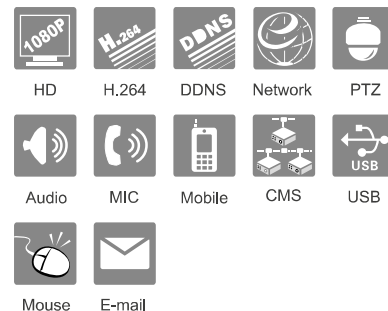 1080P
H.264
DDNS
HD H.264 DDNS Network PTZ
USB
Audio MIC Mobile CMS USB
Mouse E-mail